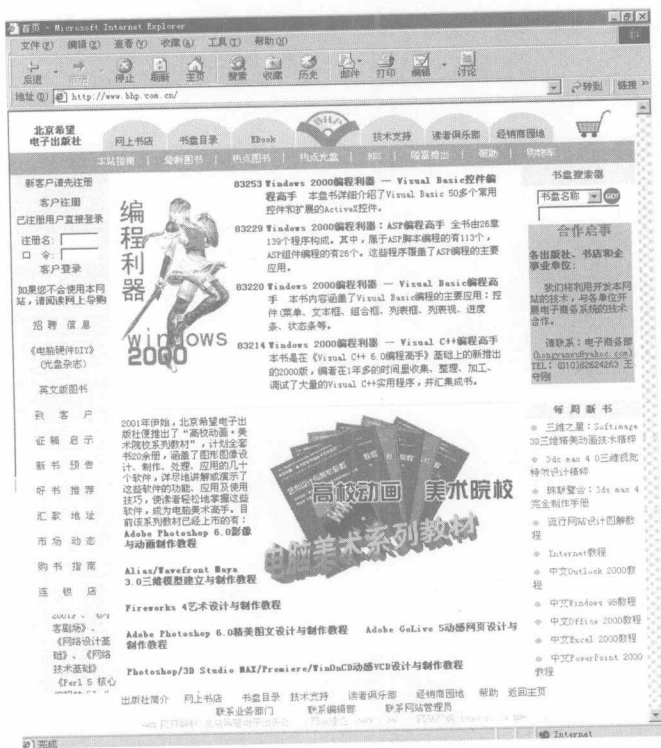 首页 - Microsoft Internet Explorer
文件(F) 编辑(E) 查看(V) 收藏(A) 工具(T) 帮助(H)
后退 停止 刷新 主页 搜索 收藏 历史 邮件 打印 编辑 讨论
地址(D) http://www.bhp.com.cn/ 转到 链接 »
北京希望
电子出版社
网上书店 书盘目录 EBook BHP 技术支持 读者俱乐部 经销商园地
本站指南 | 最新图书 | 热点图书 | 热点光盘 | | 隆重推出 | 帮助 | 购物车
新客户请先注册
客户注册
已注册用户直接登录
注册名:
口 令:
客户登录
如果您不会使用本网
站,请阅读网上导购
招 聘 信 息
《电脑硬件DIY》
(光盘杂志)
英文版图书
致 客 户
征 稿 启 示
新 书 预 告
好 书 推 荐
汇 款 地 址
市 场 动 态
购 书 指 南
连 锁 店
客剧场》、
《网络设计基
础》、《网络
技术基础》
《Perl 5 核心
编程利器
windows
2000
83253 Windows 2000编程利器 — Visual Basic控件编
程高手 本盘书详细介绍了Visual Basic 50多个常用
控件和扩展的ActiveX控件。
83229 Windows 2000编程利器:ASP编程高手 全书由26章
139个程序构成。其中,属于ASP脚本编程的有113个,
ASP组件编程的有26个。这些程序覆盖了ASP编程的主要
应用。
83220 Windows 2000编程利器 — Visual Basic编程高
手 本书内容涵盖了Visual Basic编程的主要应用:控
件(菜单、文本框、组合框、列表框、列表视、进度
条、状态条等。
83214 Windows 2000编程利器 — Visual C++编程高手
本书是在《Visual C++ 6.0编程高手》基础上的新推出
的2000版,编者在1年多的时间里收集、整理、加工、
调试了大量的Visual C++实用程序,并汇集成书。
2001年伊始,北京希望电子出
版社便推出了“高校动画·美
术院校系列教材”,计划全套
书20余册,涵盖了图形图像设
计、制作、处理、应用的几十
个软件,详尽地讲解或演示了
这些软件的功能、应用及使用
技巧,使读者轻松地掌握这些
软件,成为电脑美术高手。目
前该系列教材已经上市的有:
Adobe Photoshop 6.0影像
与动画制作教程
Alias/Wavefront Maya
3.0三维模型建立与制作教程
Fireworks 4艺术设计与制作教程
Adobe Photoshop 6.0精美图文设计与制作教程 Adobe GoLive 5动感网页设计与
制作教程
Photoshop/3D Studio MAX/Premiere/WinOnCD动感VCD设计与制作教程
高校动画 美术院校
电脑美术系列教材
书盘搜索器
书盘名称 GO!
合作启事
各出版社、书店和企
事业单位:
我们将利用开发本网
站的技术,与各单位开
展电子商务系统的技术
合作。
请联系:电子商务部
(hongyanwu@yahoo.com)
TEL:(010)82624263 王
守刚
每 周 新 书
三维之星:Softimage
3D三维精美动画技术精粹
3ds max 4.0三维视觉
特效设计精粹
珠联璧合:3ds max 4
完全制作手册
流行网站设计图解教
程
Internet教程
中文Outlook 2000教
程
中文Windows 98教程
中文Office 2000教程
中文Excel 2000教程
中文PowerPoint 2000
教程
出版社简介 网上书店 书盘目录 技术支持 读者俱乐部 经销商园地 帮助 返回主页
联系业务部门 联系编辑部 联系网站管理员
完成 Internet